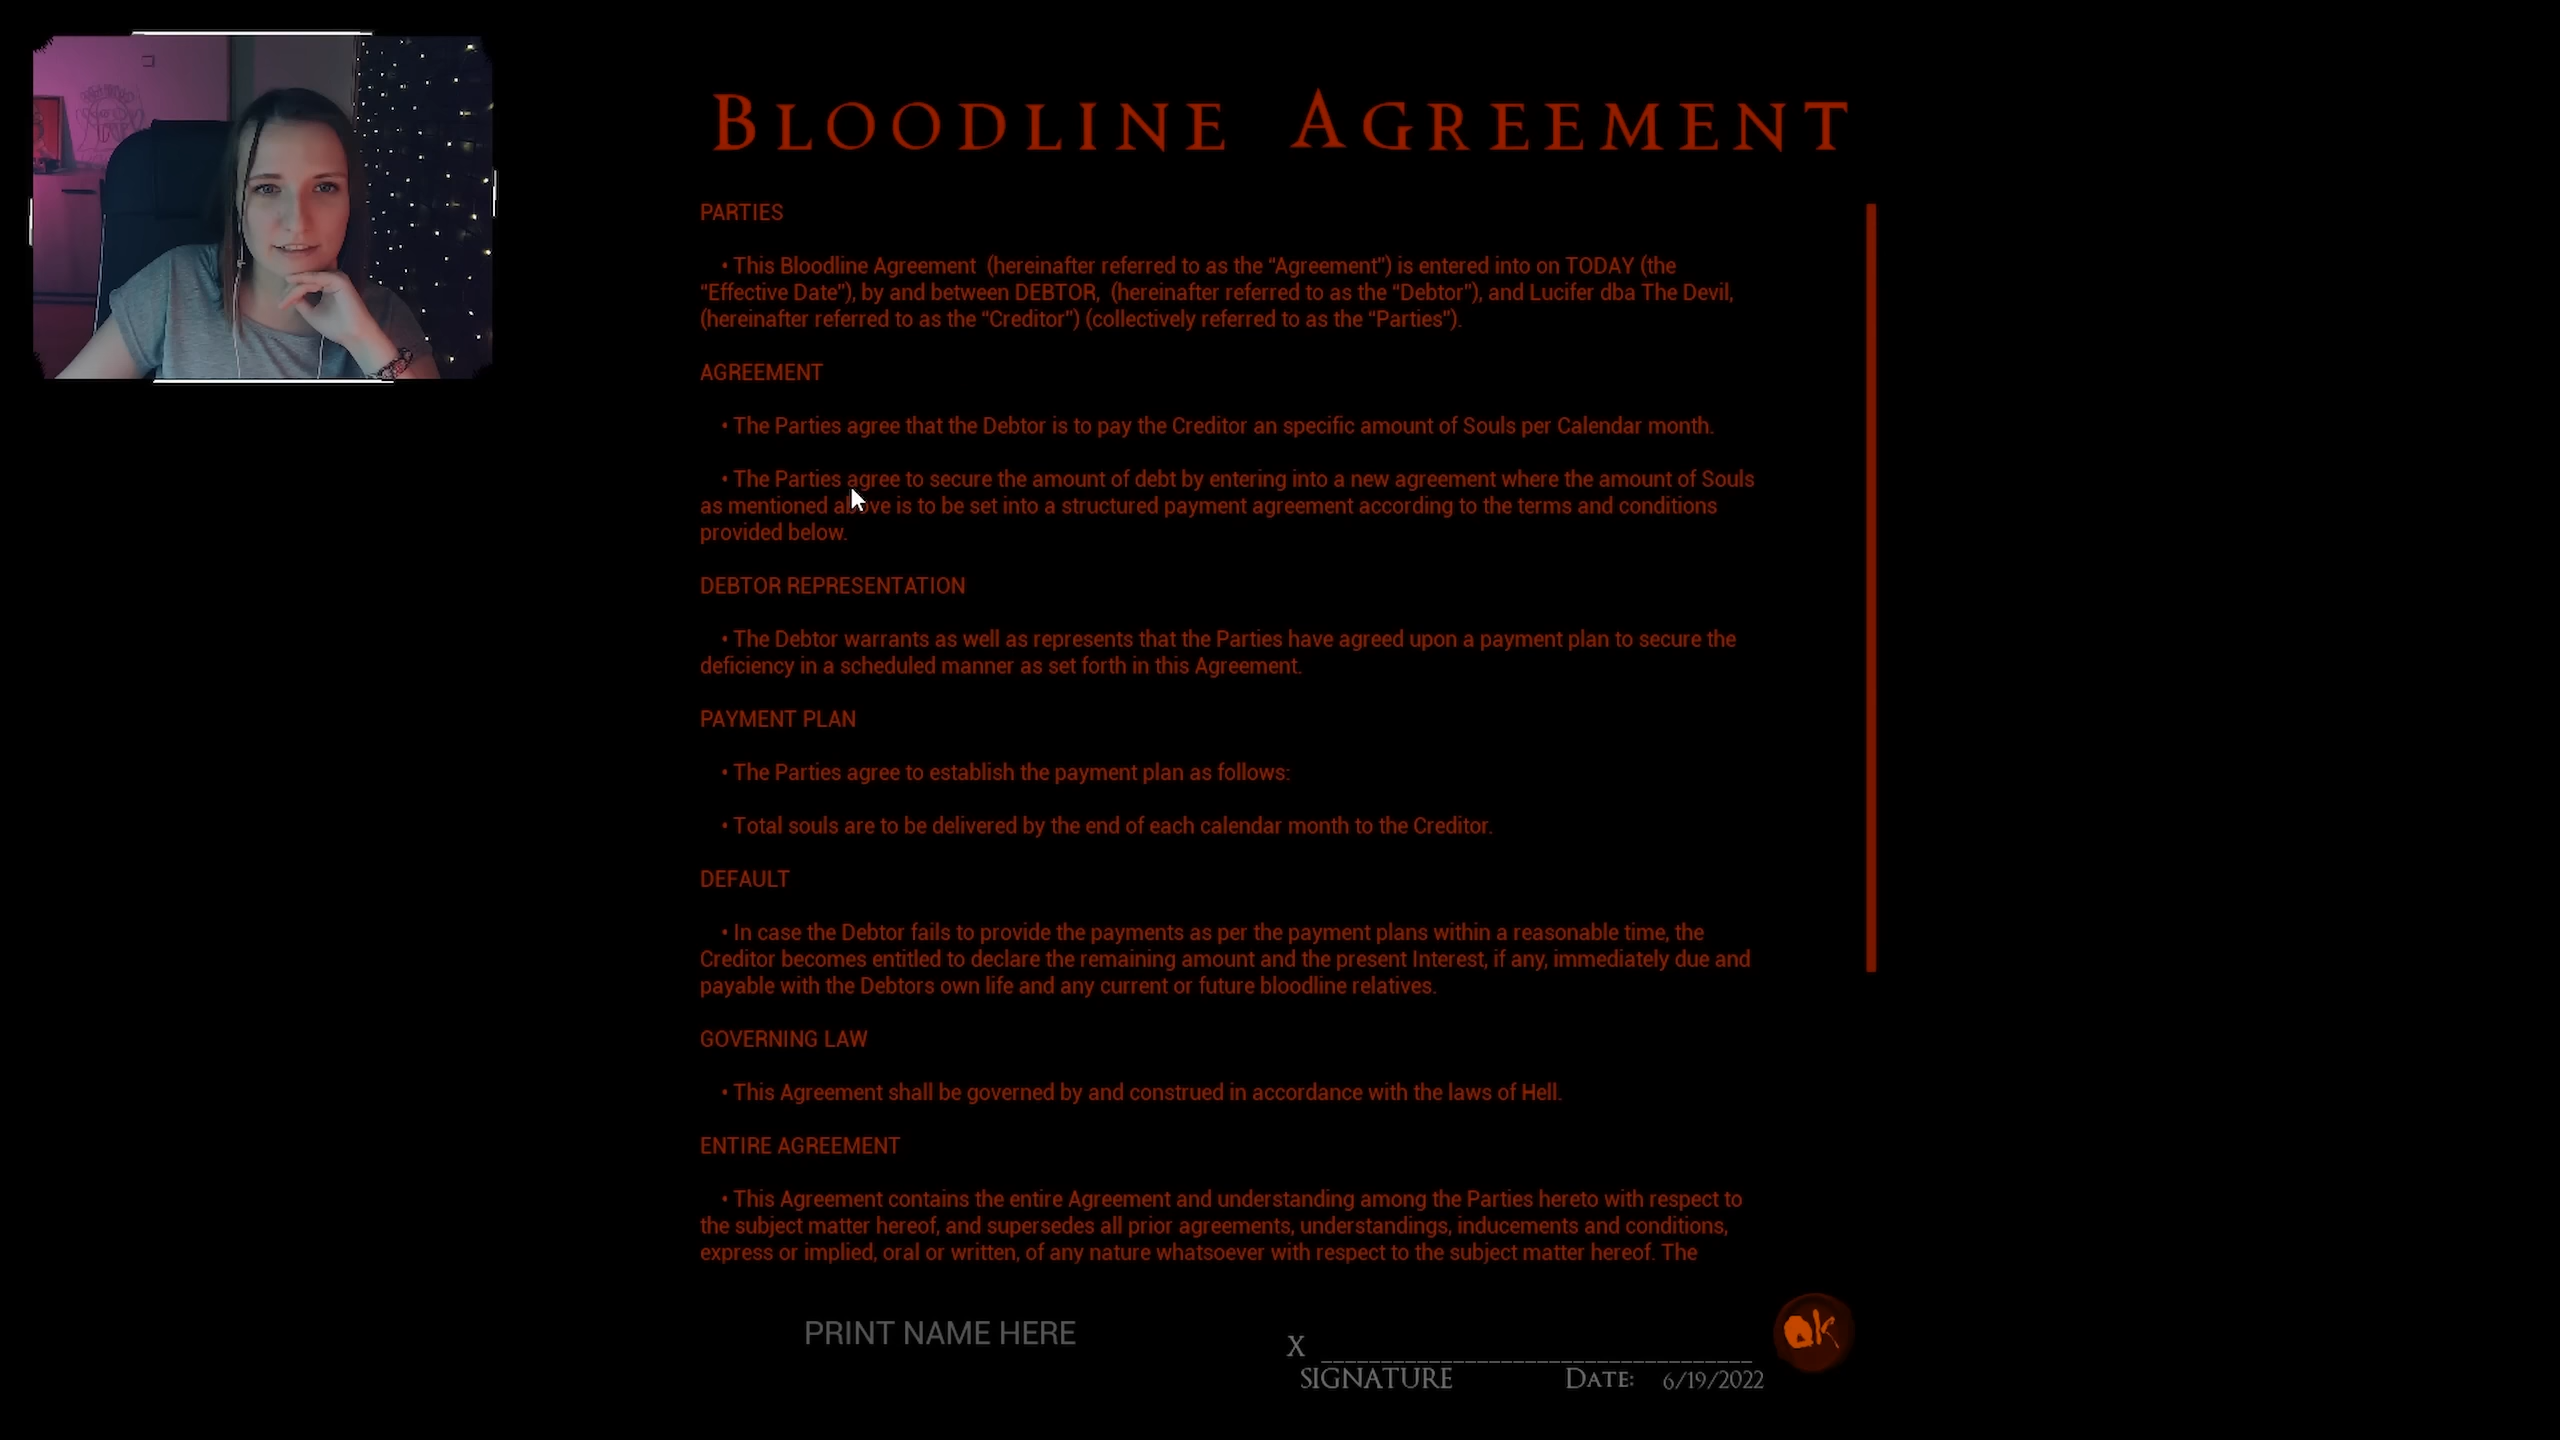 BLOODLINE AGREEMENT
PARTIES
• This Bloodline Agreement (hereinafter referred to as the “Agreement”) is entered into on TODAY (the
“Effective Date”), by and between DEBTOR, (hereinafter referred to as the “Debtor”), and Lucifer dba The Devil,
(hereinafter referred to as the “Creditor”) (collectively referred to as the “Parties”).
AGREEMENT
• The Parties agree that the Debtor is to pay the Creditor an specific amount of Souls per Calendar month.
• The Parties agree to secure the amount of debt by entering into a new agreement where the amount of Souls
as mentioned above is to be set into a structured payment agreement according to the terms and conditions
provided below.
DEBTOR REPRESENTATION
• The Debtor warrants as well as represents that the Parties have agreed upon a payment plan to secure the
deficiency in a scheduled manner as set forth in this Agreement.
PAYMENT PLAN
• The Parties agree to establish the payment plan as follows:
• Total souls are to be delivered by the end of each calendar month to the Creditor.
DEFAULT
• In case the Debtor fails to provide the payments as per the payment plans within a reasonable time, the
Creditor becomes entitled to declare the remaining amount and the present Interest, if any, immediately due and
payable with the Debtors own life and any current or future bloodline relatives.
GOVERNING LAW
• This Agreement shall be governed by and construed in accordance with the laws of Hell.
ENTIRE AGREEMENT
• This Agreement contains the entire Agreement and understanding among the Parties hereto with respect to
the subject matter hereof, and supersedes all prior agreements, understandings, inducements and conditions,
express or implied, oral or written, of any nature whatsoever with respect to the subject matter hereof. The
PRINT NAME HERE
X ___________________________________
ok
SIGNATURE DATE: 6/19/2022